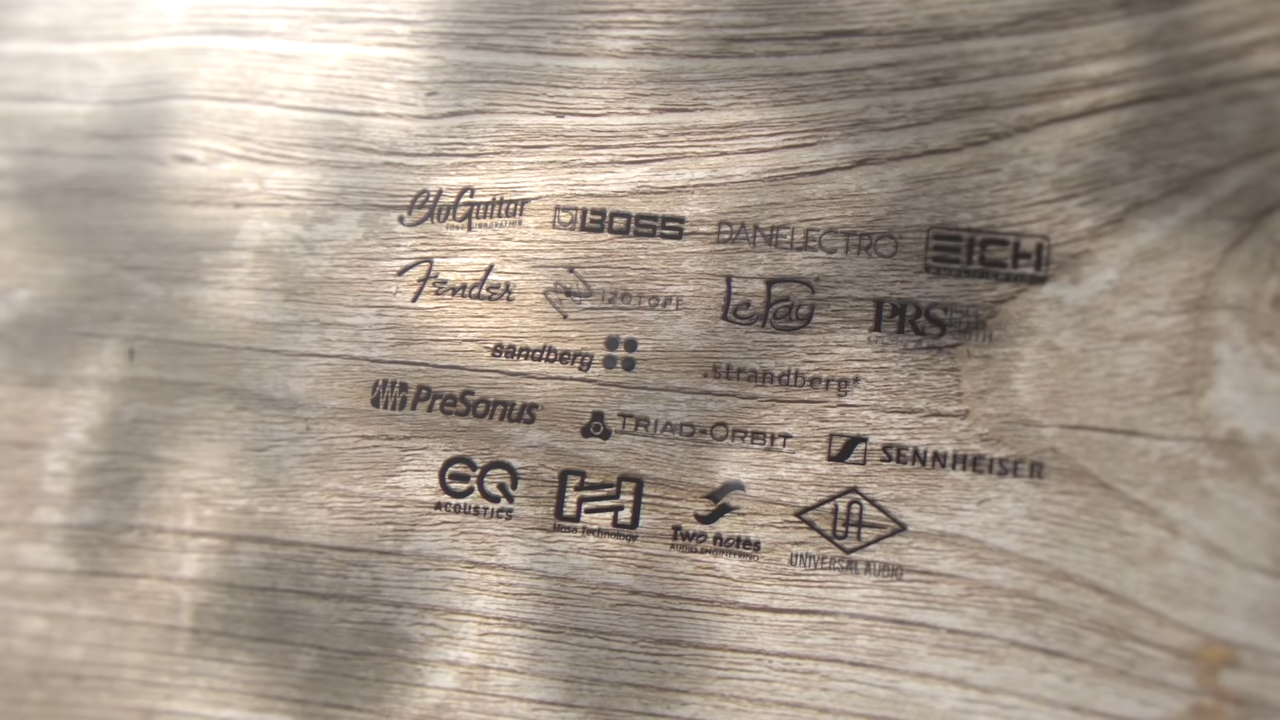 BluGuitar
BOSS
DANELECTRO
EICH
Fender
iZOTOPE
LeFay
PRS
sandberg
.strandberg*
PreSonus
TRIAD-ORBIT
SENNHEISER
EQ
ACOUSTICS
H
Hosa Technology
Two notes
AUDIO ENGINEERING
UA
UNIVERSAL AUDIO